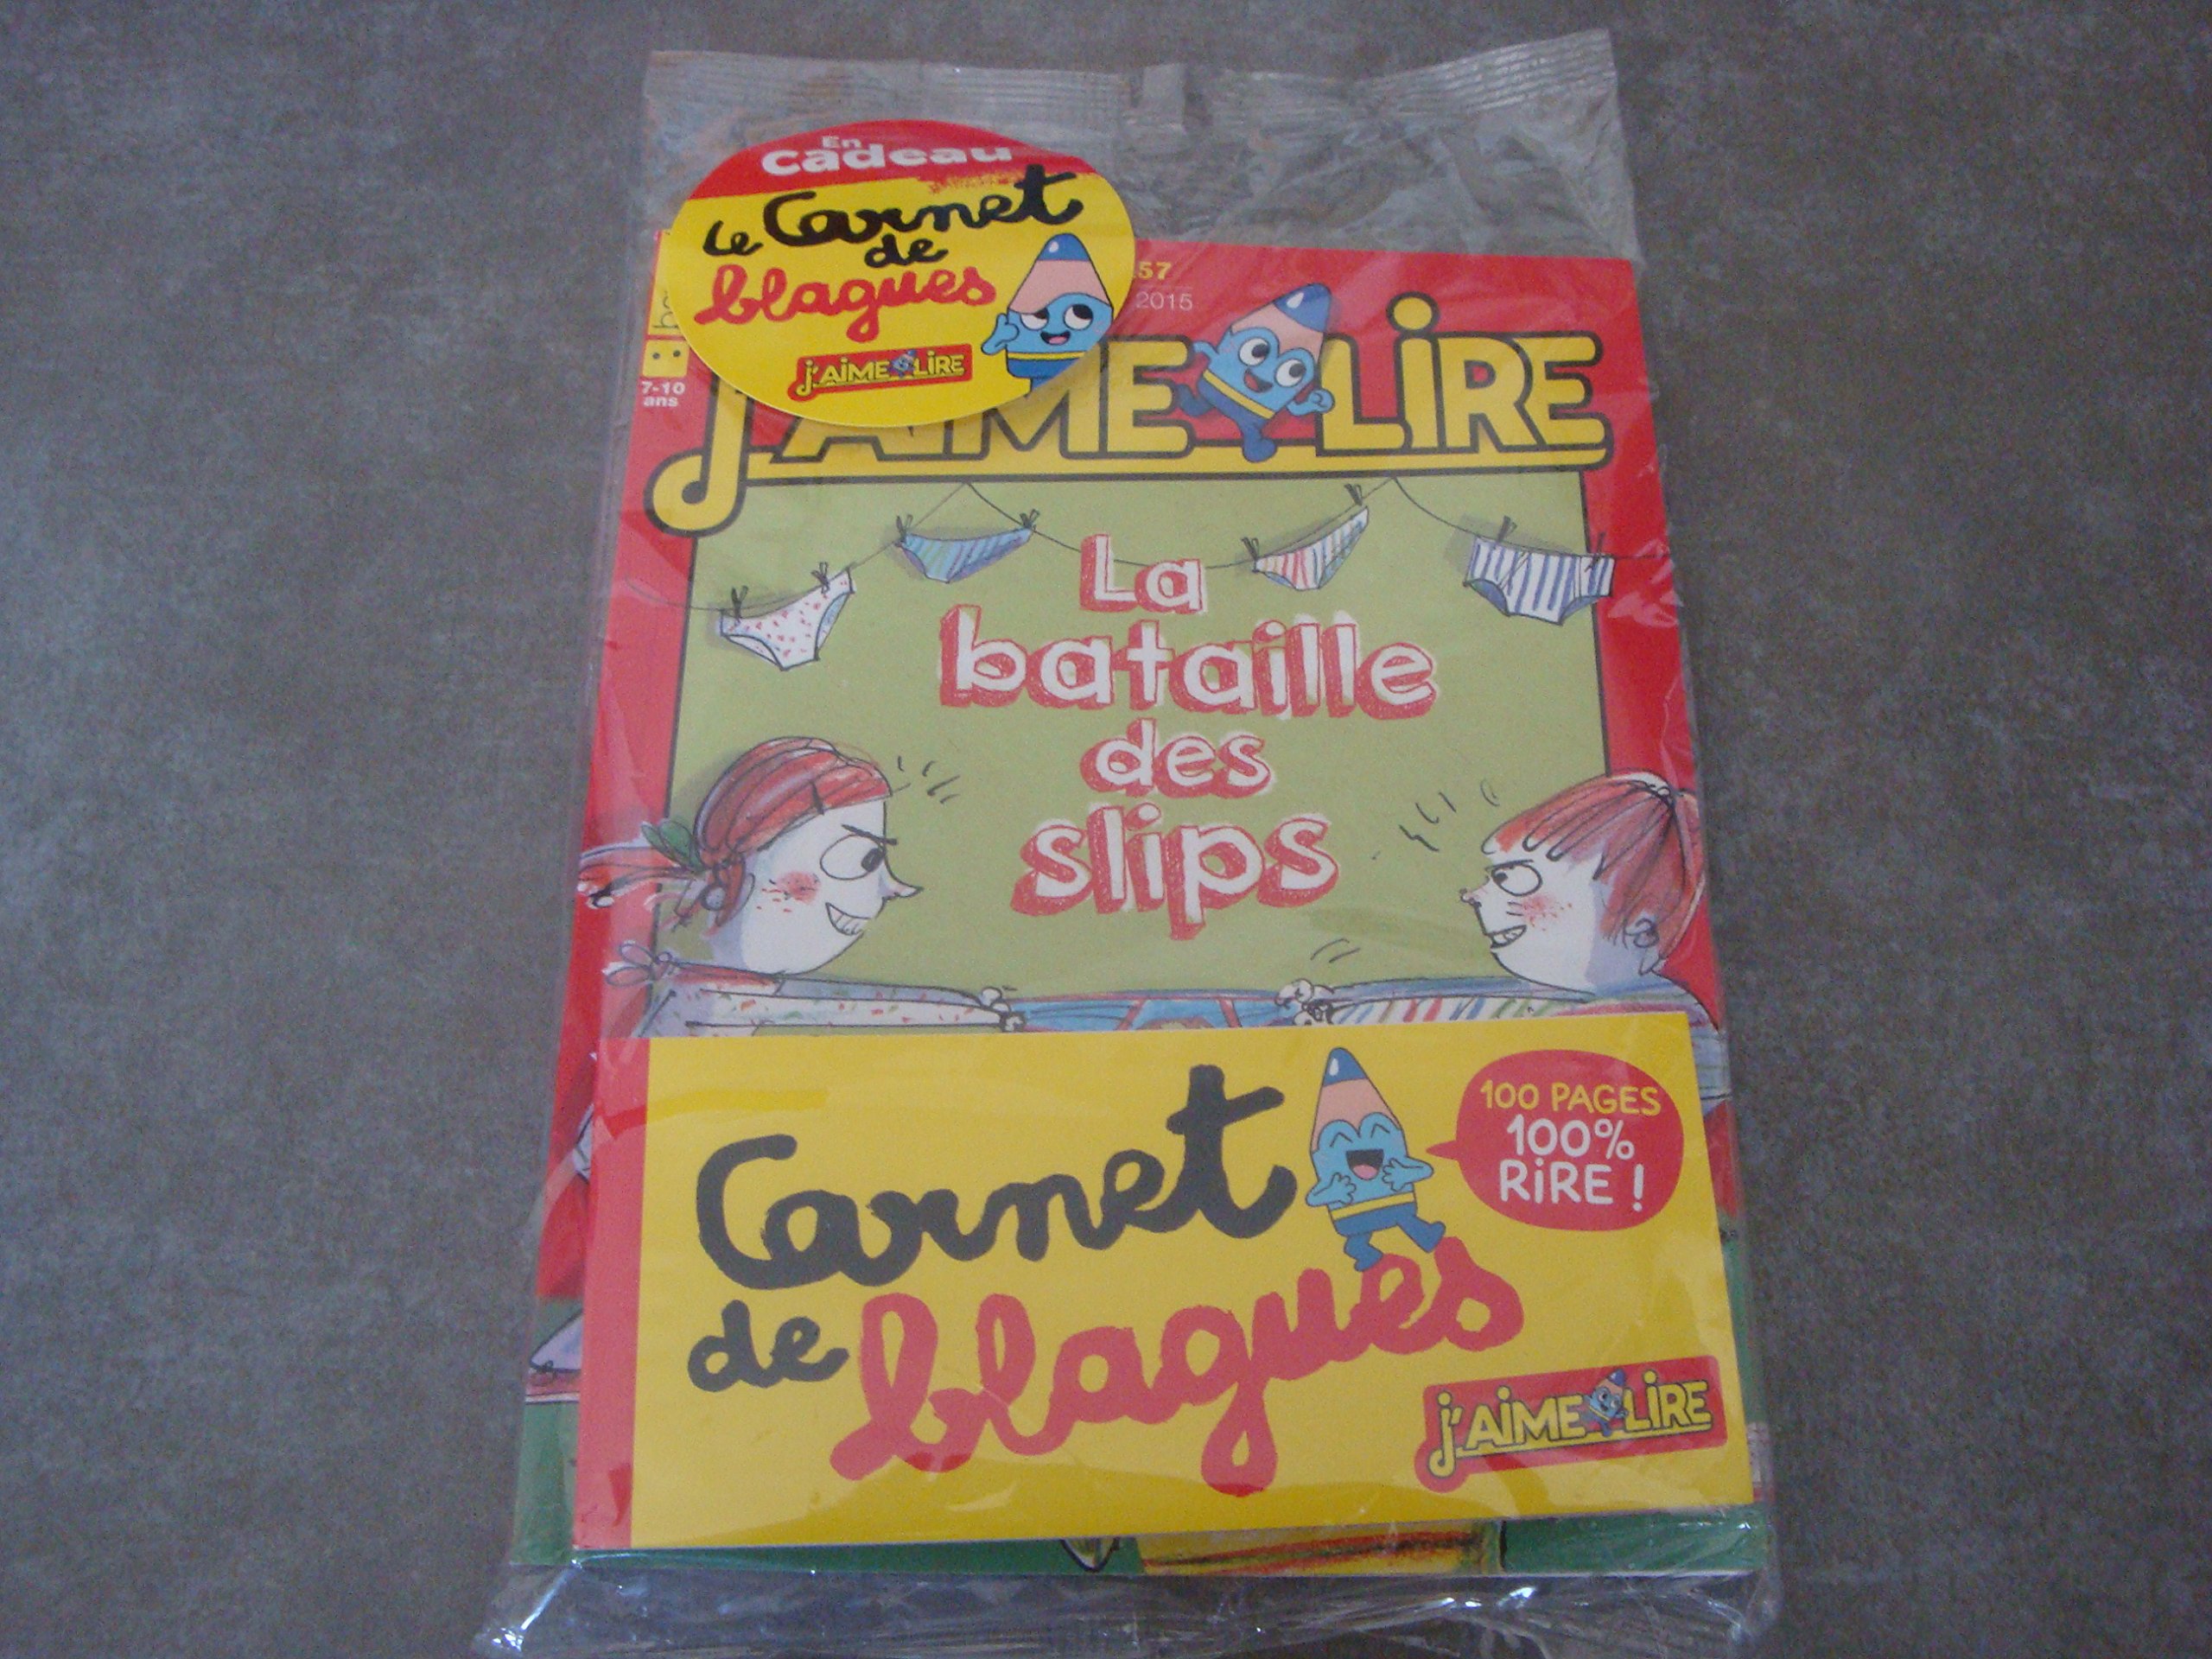 En
cadeau
Le Carnet
de
blagues
J'AIME LIRE
57
2015
7-10
ans
J'AIME LIRE
La
bataille
des
slips
Carnet
de blagues
100 PAGES
100%
RIRE !
J'AIME LIRE